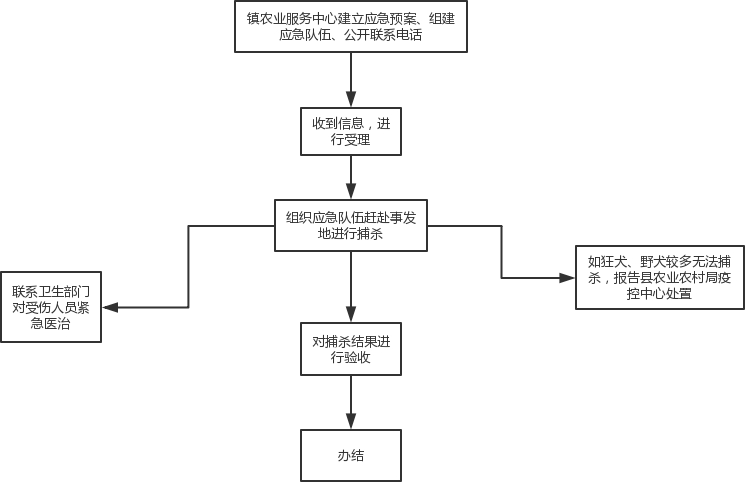 镇农业服务中心建立应急预案、组建
应急队伍、公开联系电话
收到信息，进
行受理
组织应急队伍赶赴事发
地进行捕杀
如狂犬、野犬较多无法捕
杀，报告县农业农村局疫
控中心处置
联系卫生部门
对受伤人员紧
急医治
对捕杀结果进
行验收
办结